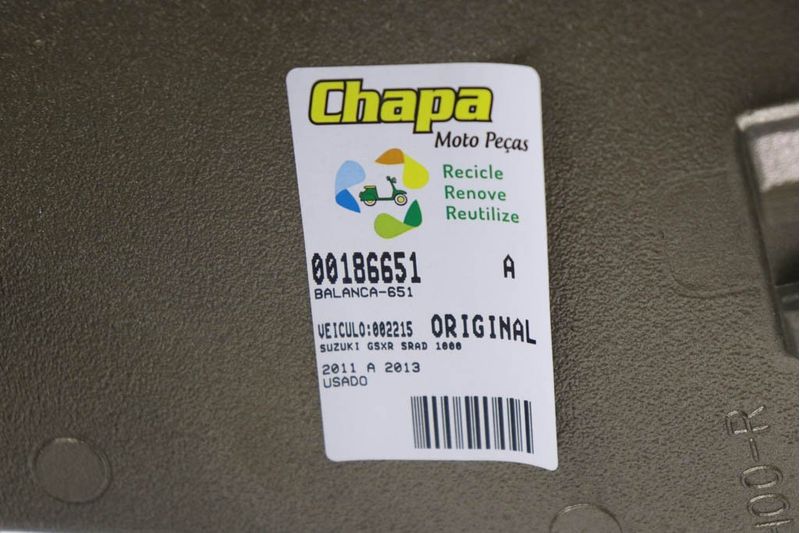 Chapa
Moto Peças
Recicle
Renove
Reutilize
00186651 A
BALANCA-651
VEICULO:002215 ORIGINAL
SUZUKI GSXR SRAD 1000
2011 A 2013
USADO